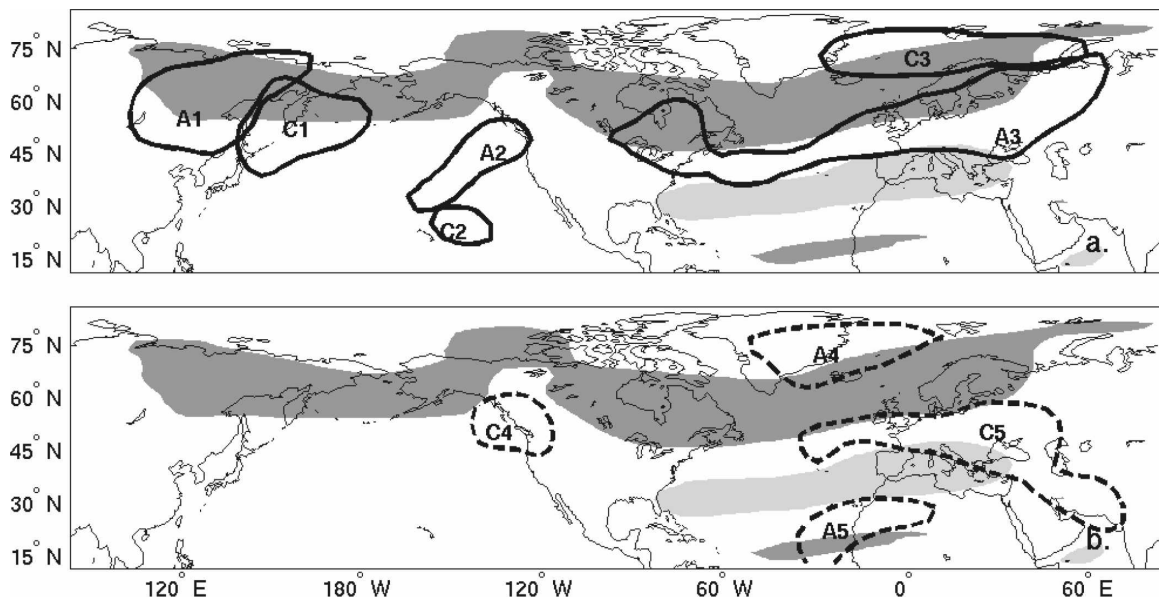 75° N
60° N
45° N
30° N
15° N
A1
C1
A2
C2
C3
A3
a.
75° N
60° N
45° N
30° N
15° N
C4
A4
C5
A5
b.
120° E
180° W
120° W
60° W
0°
60° E